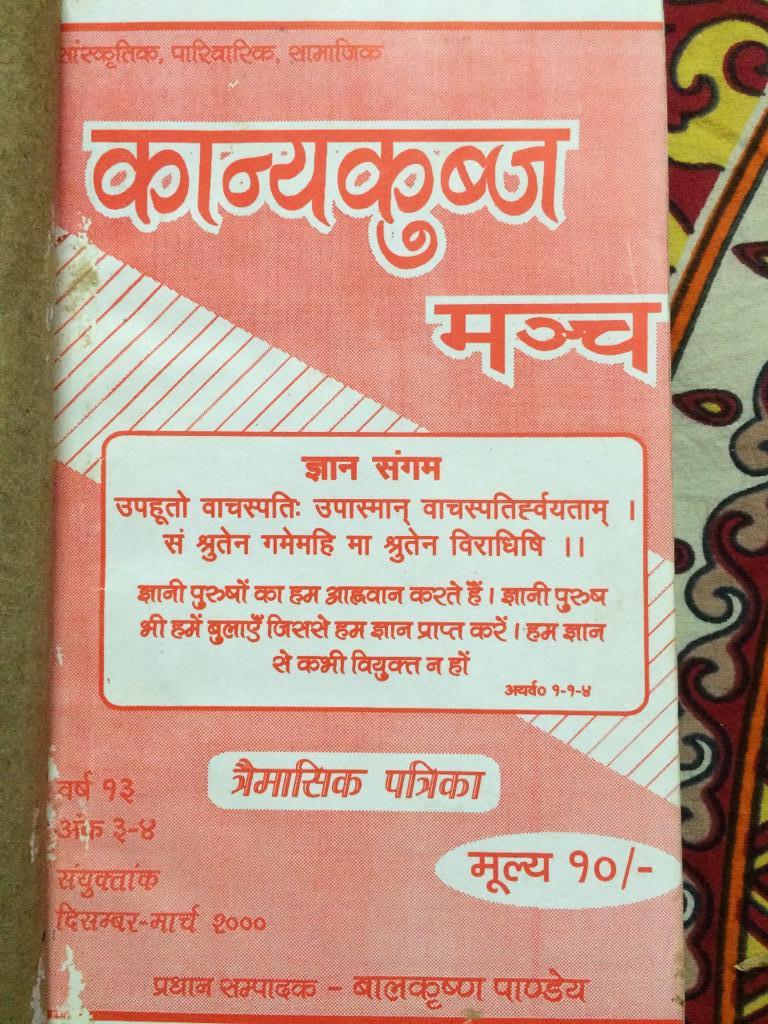 सांस्कृतिक, पारिवारिक, सामाजिक
कान्यकुब्ज
मञ्च
ज्ञान संगम
उपहूतो वाचस्पतिः उपास्मान् वाचस्पतिर्ह्वयताम् ।
सं श्रुतेन गमेमहि मा श्रुतेन विराधिषि ।।
ज्ञानी पुरुषों का हम आह्नवान करते हैं । ज्ञानी पुरुष
भी हमें बुलाएँ जिससे हम ज्ञान प्राप्त करें । हम ज्ञान
से कभी वियुक्त न हों
अथर्व० १-१-४
त्रैमासिक पत्रिका
वर्ष १३
अंक ३-४
मूल्य १०/-
संयुक्तांक
दिसम्बर-मार्च २०००
प्रधान सम्पादक - बालकृष्ण पाण्डेय